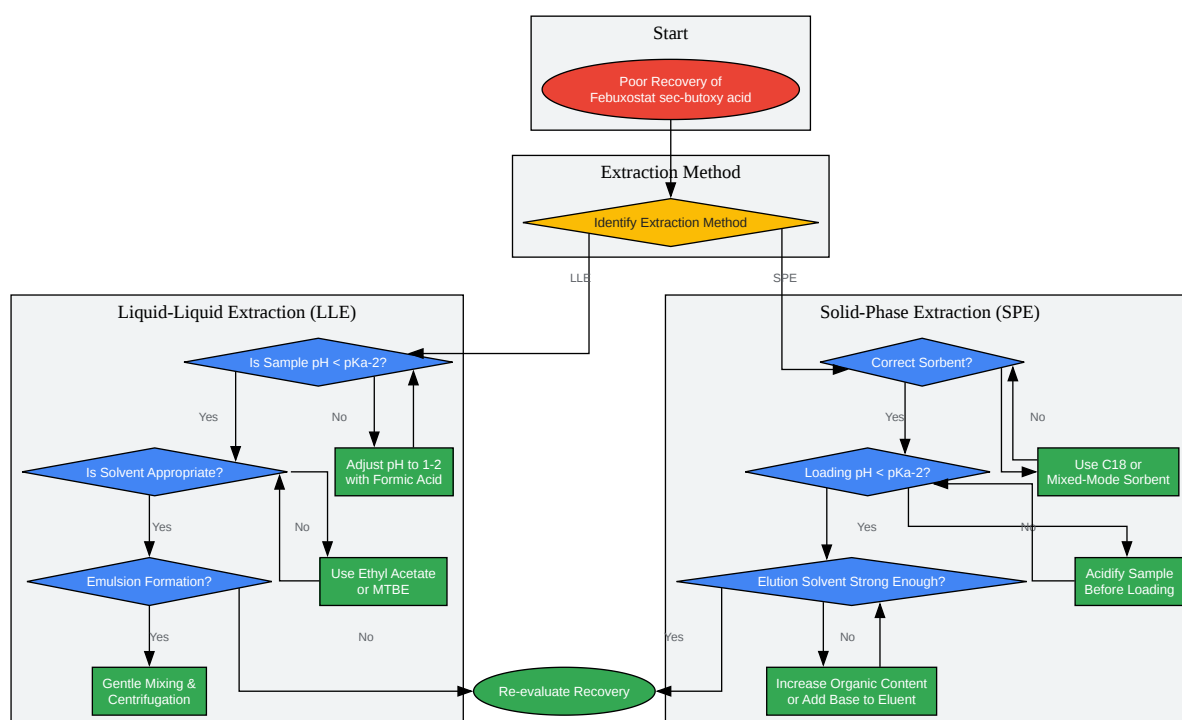 Start
Poor Recovery of
Febuxostat sec-butoxy acid
Extraction Method
Identify Extraction Method
LLE
SPE
Liquid-Liquid Extraction (LLE)
Is Sample pH < pKa-2?
Yes
No
Adjust pH to 1-2
with Formic Acid
Is Solvent Appropriate?
Yes
No
Use Ethyl Acetate
or MTBE
Emulsion Formation?
Yes
No
Gentle Mixing &
Centrifugation
Solid-Phase Extraction (SPE)
Correct Sorbent?
Yes
No
Use C18 or
Mixed-Mode Sorbent
Loading pH < pKa-2?
Yes
No
Acidify Sample
Before Loading
Elution Solvent Strong Enough?
Yes
No
Increase Organic Content
or Add Base to Eluent
Re-evaluate Recovery